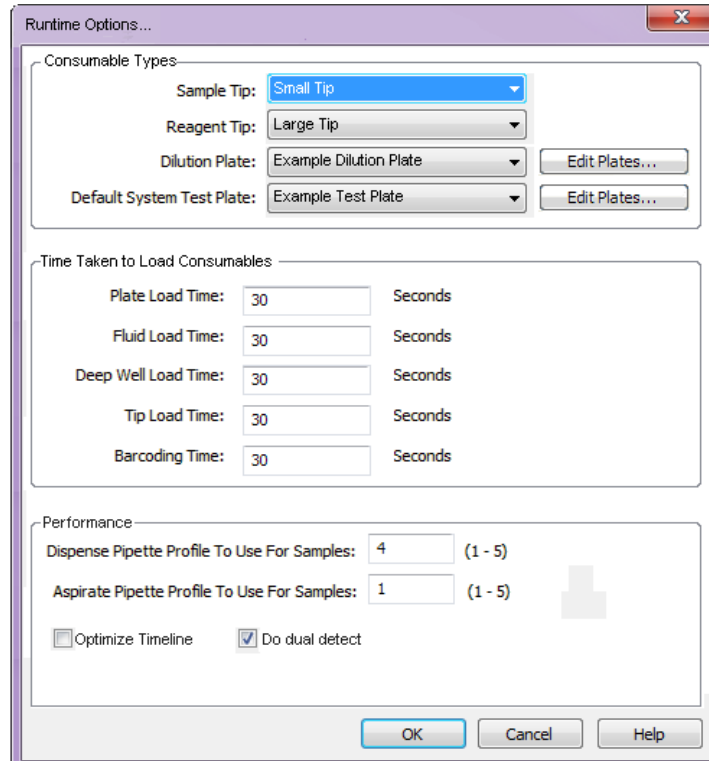 Runtime Options...
x
Consumable Types
Sample Tip: Small Tip
Reagent Tip: Large Tip
Dilution Plate: Example Dilution Plate Edit Plates...
Default System Test Plate: Example Test Plate Edit Plates...
Time Taken to Load Consumables
Plate Load Time: 30 Seconds
Fluid Load Time: 30 Seconds
Deep Well Load Time: 30 Seconds
Tip Load Time: 30 Seconds
Barcoding Time: 30 Seconds
Performance
Dispense Pipette Profile To Use For Samples: 4 (1 - 5)
Aspirate Pipette Profile To Use For Samples: 1 (1 - 5)
Optimize Timeline Do dual detect
OK Cancel Help